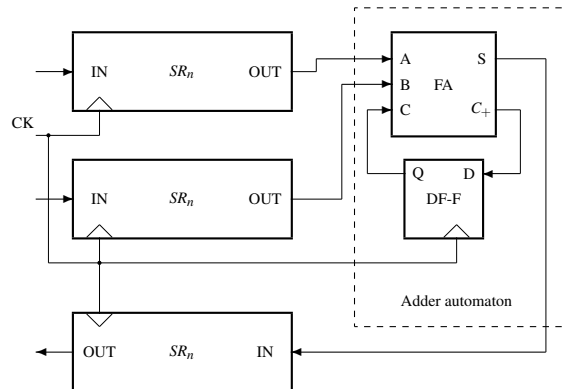 IN SRn OUT
A S
B FA
C C+
CK
Q D
DF-F
IN SRn OUT
Adder automaton
OUT SRn IN